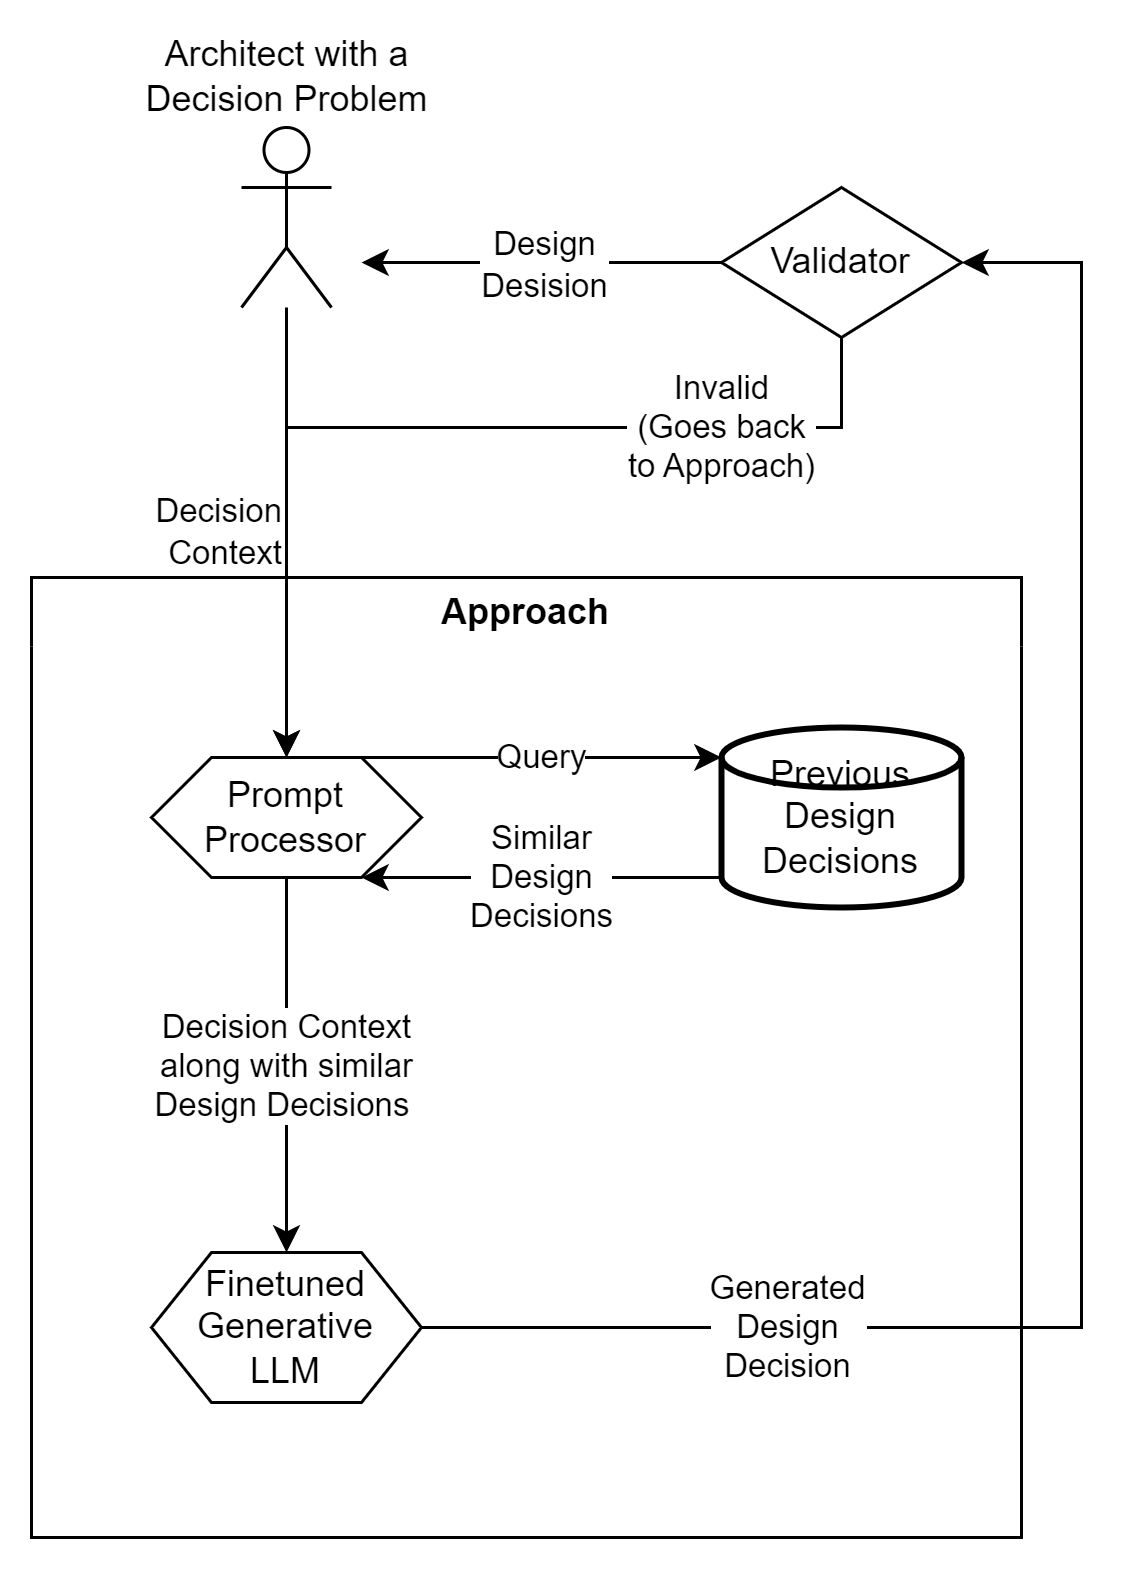 Architect with a
Decision Problem
Design
Desision
Validator
Invalid
(Goes back
to Approach)
Decision
Context
Approach
Prompt
Processor
Query
Previous
Design
Decisions
Similar
Design
Decisions
Decision Context
along with similar
Design Decisions
Finetuned
Generative
LLM
Generated
Design
Decision